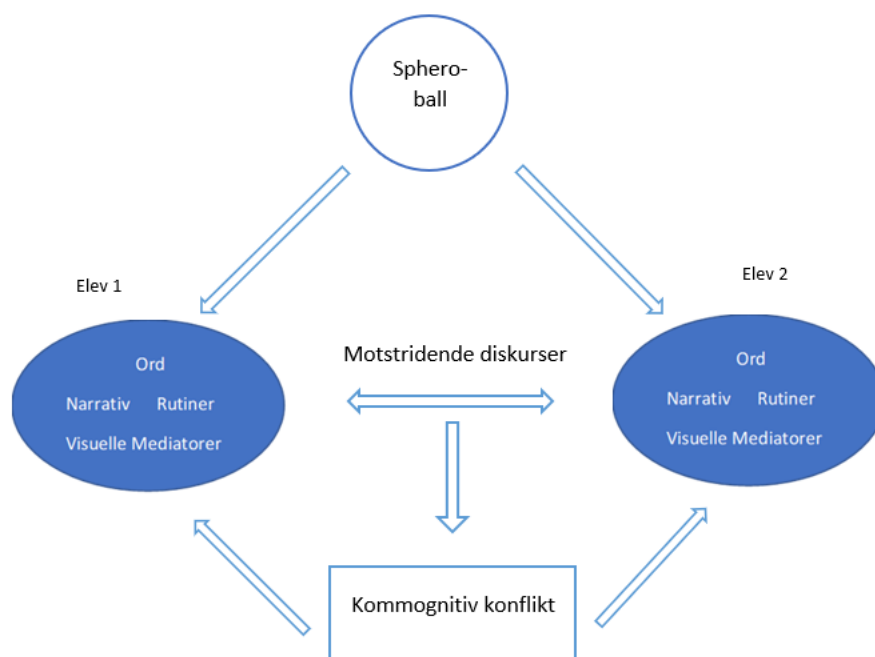 Sphero-
ball
Elev 1
Elev 2
Motstridende diskurser
Ord
Narrativ Rutiner
Visuelle Mediatorer
Ord
Narrativ Rutiner
Visuelle Mediatorer
Kommognitiv konflikt